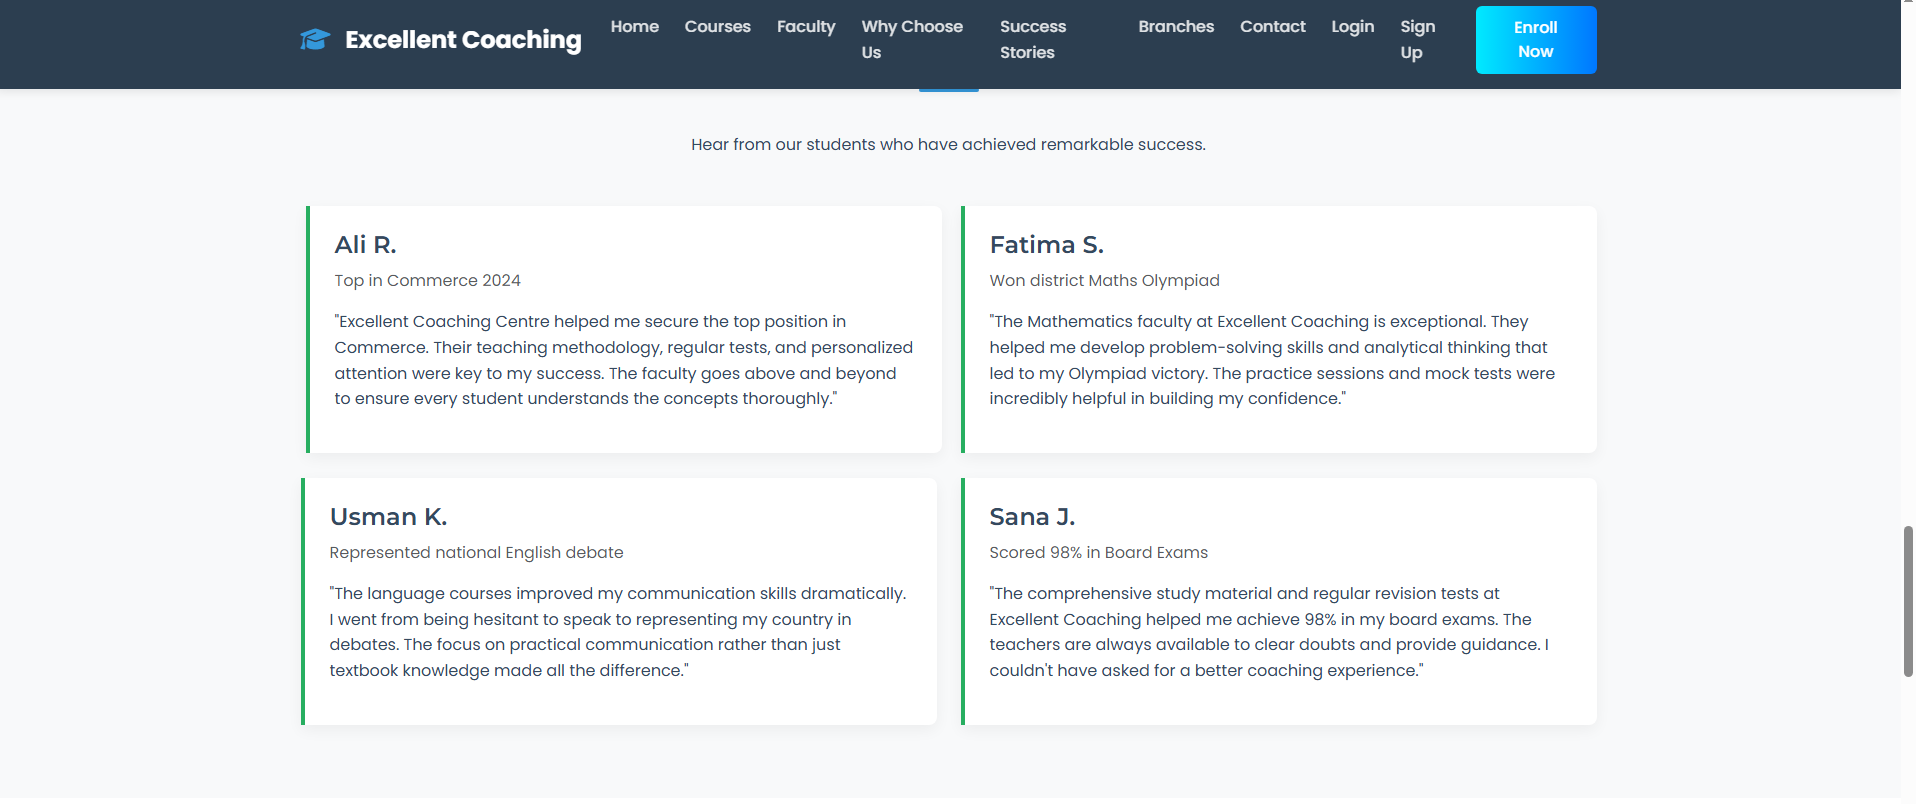 Excellent Coaching
Home
Courses
Faculty
Why Choose
Us
Success
Stories
Branches
Contact
Login
Sign
Up
Enroll
Now
Hear from our students who have achieved remarkable success.
Ali R.
Top in Commerce 2024
"Excellent Coaching Centre helped me secure the top position in
Commerce. Their teaching methodology, regular tests, and personalized
attention were key to my success. The faculty goes above and beyond
to ensure every student understands the concepts thoroughly."
Fatima S.
Won district Maths Olympiad
"The Mathematics faculty at Excellent Coaching is exceptional. They
helped me develop problem-solving skills and analytical thinking that
led to my Olympiad victory. The practice sessions and mock tests were
incredibly helpful in building my confidence."
Usman K.
Represented national English debate
"The language courses improved my communication skills dramatically.
I went from being hesitant to speak to representing my country in
debates. The focus on practical communication rather than just
textbook knowledge made all the difference."
Sana J.
Scored 98% in Board Exams
"The comprehensive study material and regular revision tests at
Excellent Coaching helped me achieve 98% in my board exams. The
teachers are always available to clear doubts and provide guidance. I
couldn't have asked for a better coaching experience."